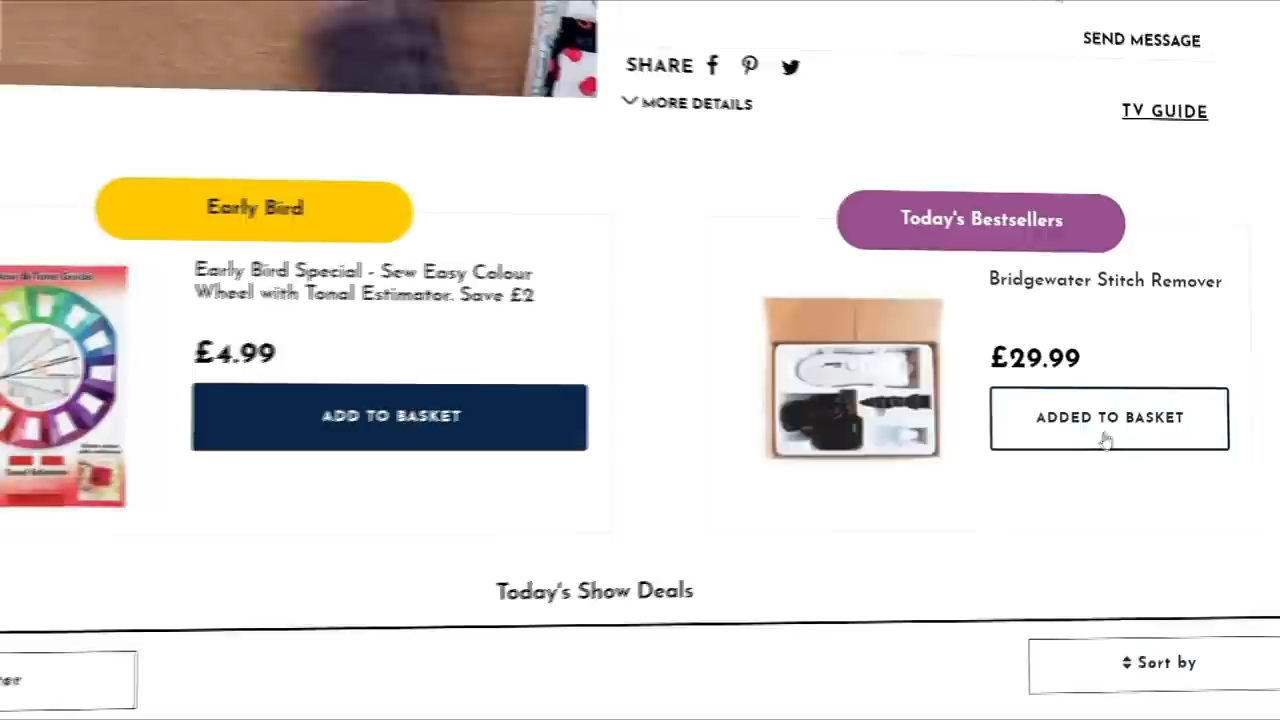 SEND MESSAGE
SHARE
MORE DETAILS
TV GUIDE
Early Bird
Today's Bestsellers
Early Bird Special - Sew Easy Colour
Wheel with Tonal Estimator. Save £2
£4.99
ADD TO BASKET
Bridgewater Stitch Remover
£29.99
ADDED TO BASKET
Today's Show Deals
Sort by